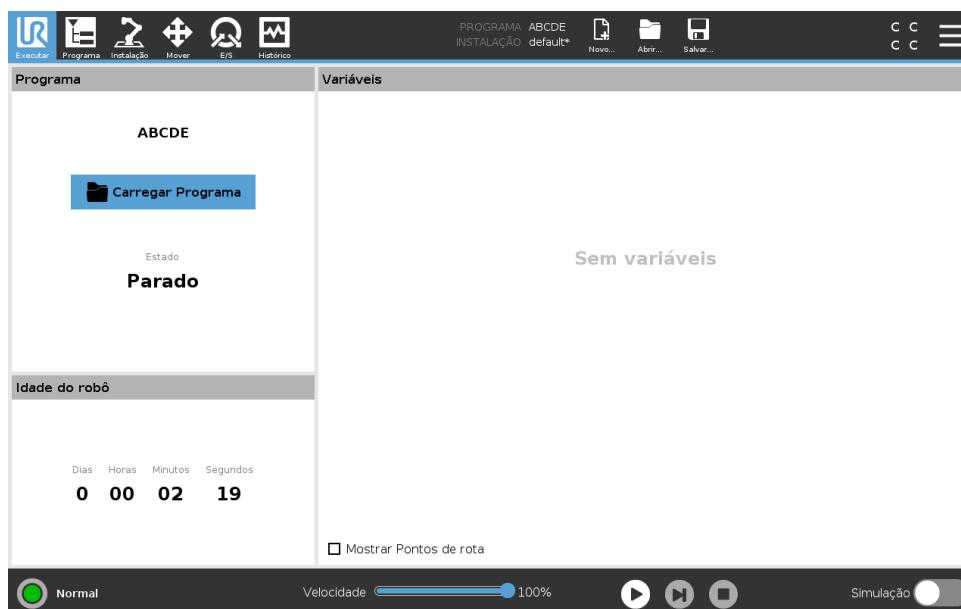 UR
Executar Programa Instalação Mover E/S Histórico
PROGRAMA ABCDE
INSTALAÇÃO default*
Novo... Abrir... Salvar...
C C
C C
Programa
Variáveis
ABCDE
Carregar Programa
Estado
Parado
Sem variáveis
Idade do robô
Dias Horas Minutos Segundos
0 00 02 19
Mostrar Pontos de rota
Normal
Velocidade 100%
Simulação